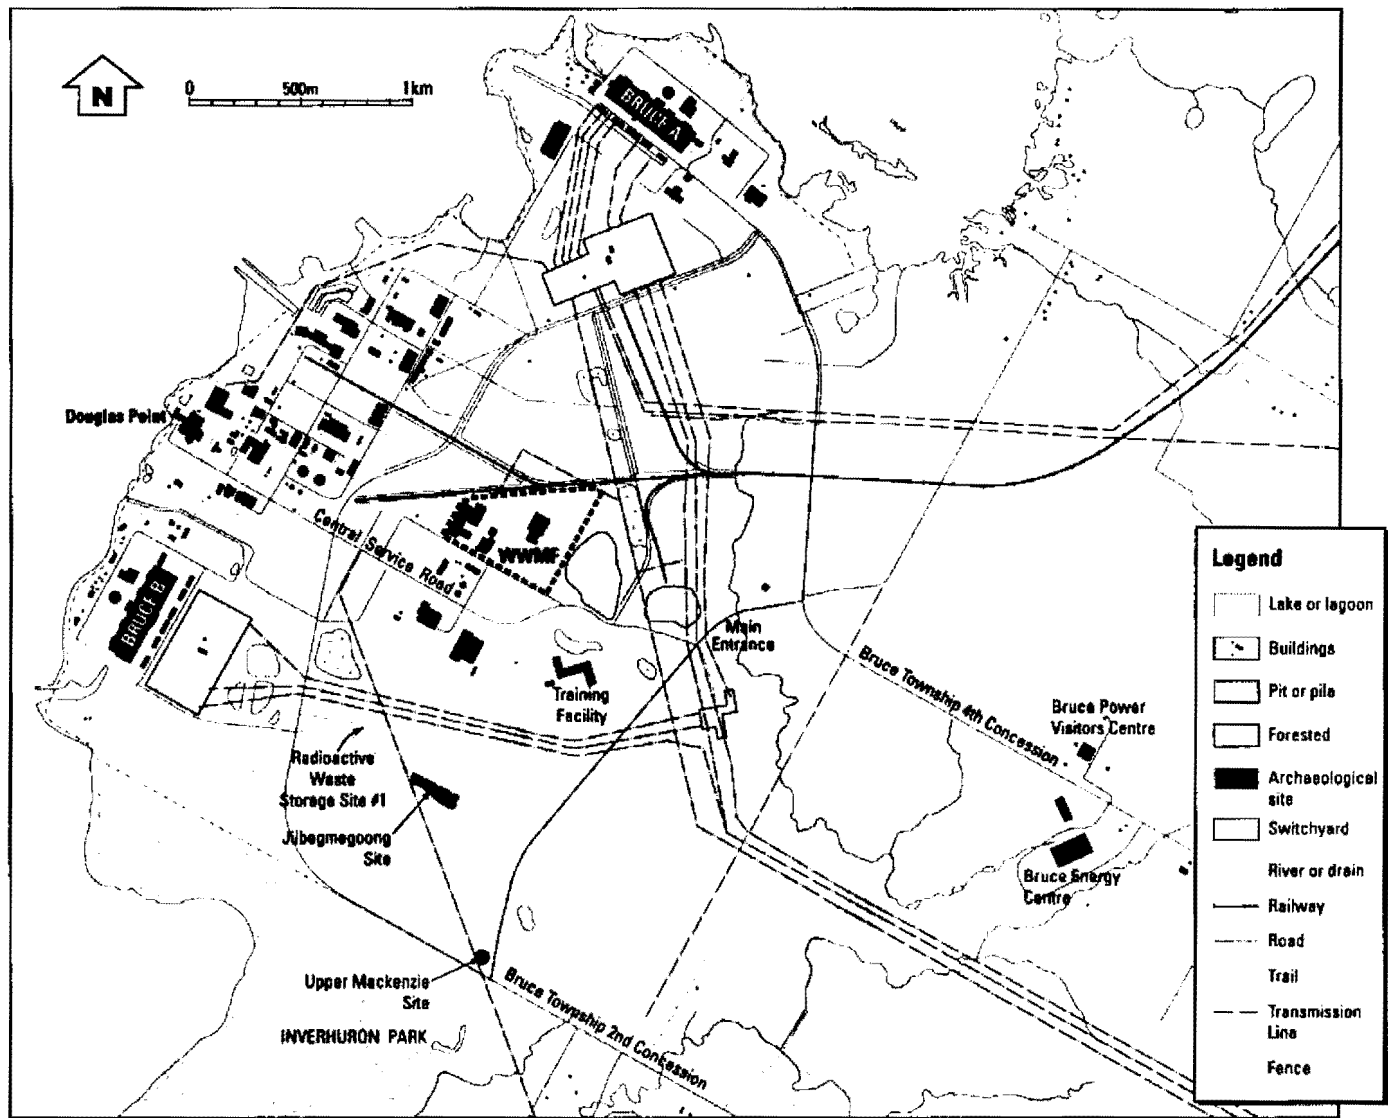 N
0 500m 1 km
BRUCE A
Douglas Point
Central Service Road
WWMF
BRUCE B
Main
Entrance
Training
Facility
Radioactive
Waste
Storage Site #1
Jiibegmegoong
Site
Bruce Township 4th Concession
Bruce Power
Visitors Centre
Bruce Energy
Centre
Upper Mackenzie
Site
INVERHURON PARK
Bruce Township 2nd Concession
Legend
Lake or lagoon
Buildings
Pit or pile
Forested
Archaeological
site
Switchyard
River or drain
Railway
Road
Trail
Transmission
Line
Fence